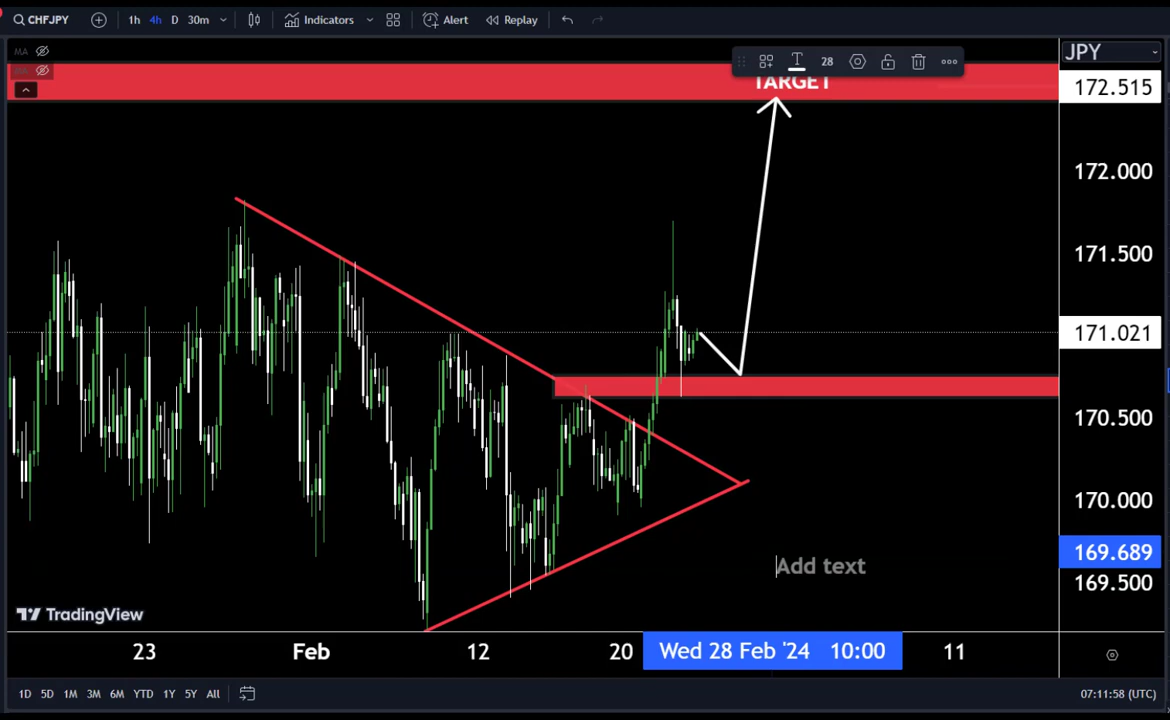 CHFJPY 1h 4h D 30m Indicators Alert Replay
MA
JPY
28
TARGET
172.515
172.000
171.500
171.021
170.500
170.000
169.689
169.500
Add text
TradingView
23 Feb 12 20 Wed 28 Feb '24 10:00 11
1D 5D 1M 3M 6M YTD 1Y 5Y All 07:11:58 (UTC)